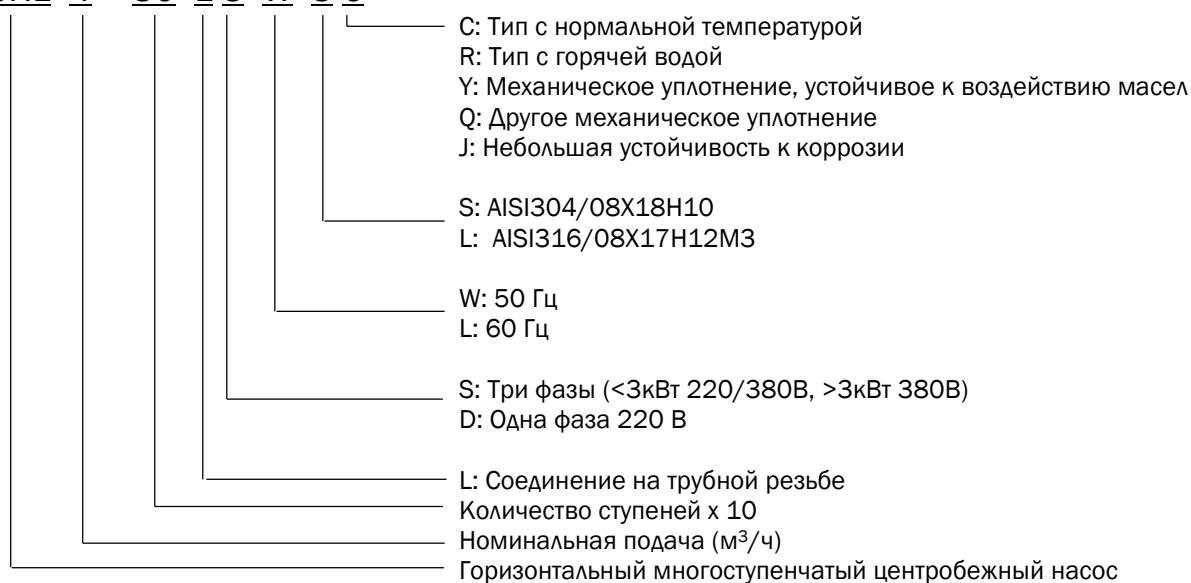 C: Тип с нормальной температурой
R: Тип с горячей водой
Y: Механическое уплотнение, устойчивое к воздействию масел
Q: Другое механическое уплотнение
J: Небольшая устойчивость к коррозии
S: AISI304/08Х18Н10
L: AISI316/08Х17Н12М3
W: 50 Гц
L: 60 Гц
S: Три фазы (<3кВт 220/380В, >3кВт 380В)
D: Одна фаза 220 В
L: Соединение на трубной резьбе
Количество ступеней х 10
Номинальная подача (м³/ч)
Горизонтальный многоступенчатый центробежный насос